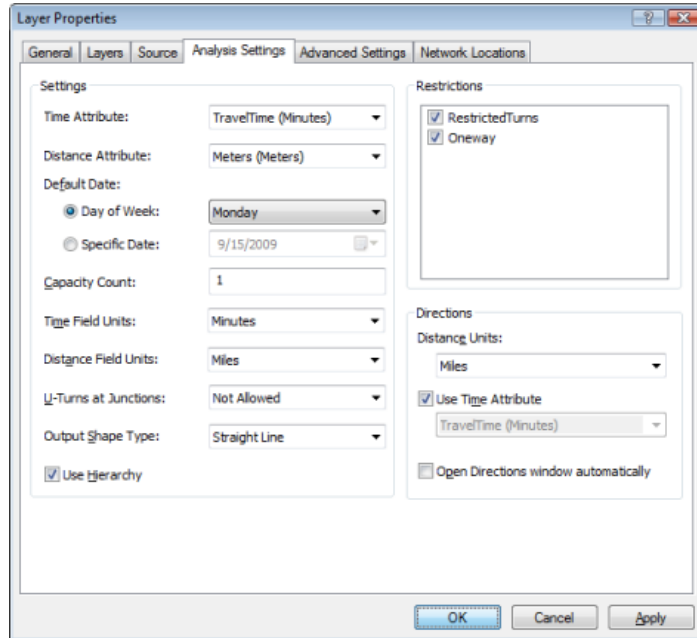 Layer Properties
General Layers Source Analysis Settings Advanced Settings Network Locations
Settings
Time Attribute: TravelTime (Minutes)
Distance Attribute: Meters (Meters)
Default Date:
Day of Week: Monday
Specific Date: 9/15/2009
Capacity Count: 1
Time Field Units: Minutes
Distance Field Units: Miles
U-Turns at Junctions: Not Allowed
Output Shape Type: Straight Line
Use Hierarchy
Restrictions
RestrictedTurns
Oneway
Directions
Distance Units:
Miles
Use Time Attribute
TravelTime (Minutes)
Open Directions window automatically
OK Cancel Apply